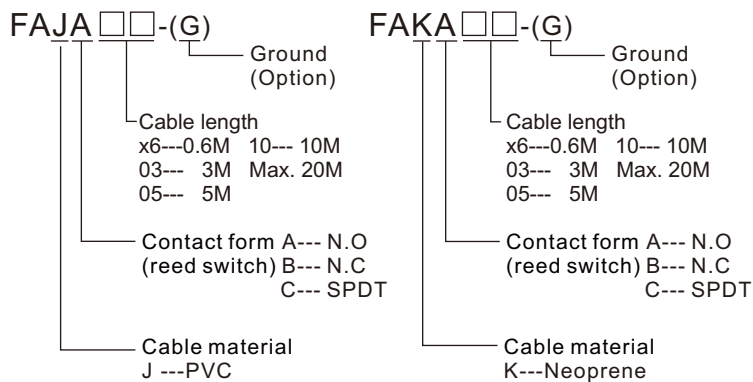 FAJA□□-(G)
Ground
(Option)
Cable length
x6---0.6M 10--- 10M
03--- 3M Max. 20M
05--- 5M
Contact form A--- N.O
(reed switch) B--- N.C
C--- SPDT
Cable material
J ---PVC
FAKA□□-(G)
Ground
(Option)
Cable length
x6---0.6M 10--- 10M
03--- 3M Max. 20M
05--- 5M
Contact form A--- N.O
(reed switch) B--- N.C
C--- SPDT
Cable material
K---Neoprene